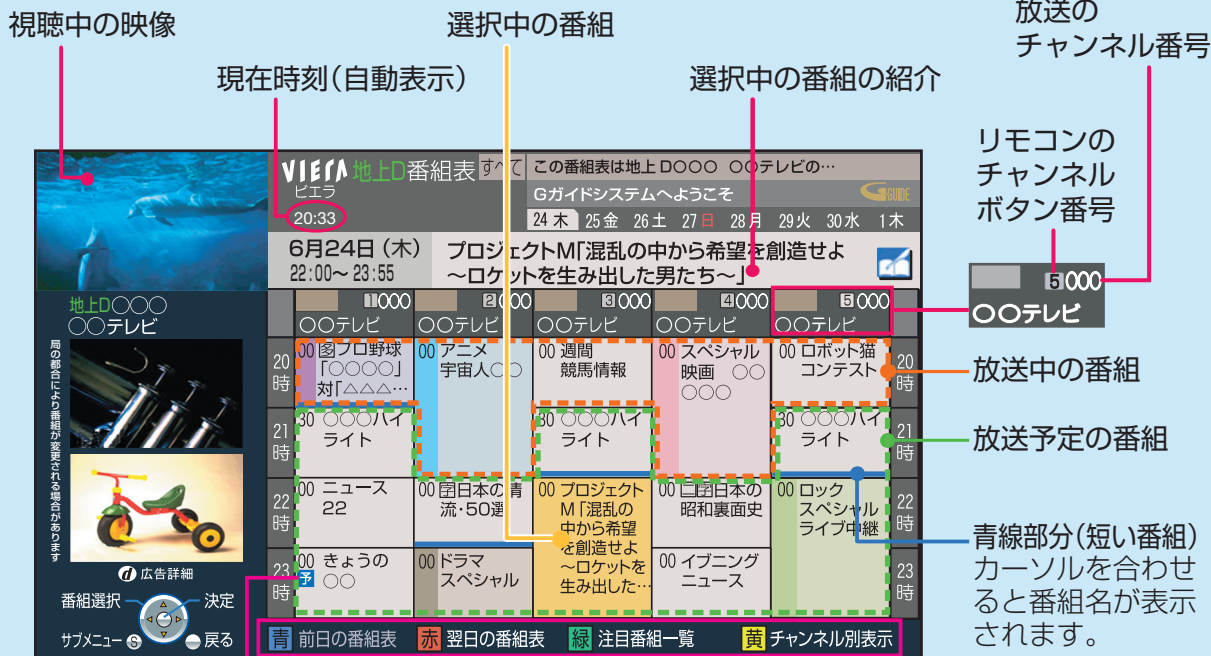 視聴中の映像
現在時刻（自動表示）
選択中の番組
選択中の番組の紹介
放送の
チャンネル番号
リモコンの
チャンネル
ボタン番号
VIERA 地上D番組表 すべて
ビエラ
20:33
この番組表は地上D○○○ ○○テレビの…
Gガイドシステムへようこそ
G-GUIDE
24 木 25金 26土 27日 28月 29火 30水 1木
6月24日（木）
22:00～23:55
プロジェクトM「混乱の中から希望を創造せよ
～ロケットを生み出した男たち～」
地上D○○○
○○テレビ
1 000
○○テレビ
2 000
○○テレビ
3 000
○○テレビ
4 000
○○テレビ
5 000
○○テレビ
5 000
○○テレビ
20時
21時
22時
23時
00 図プロ野球
「○○○○」
対「△△△…
30 ○○○ハイ
ライト
00 ニュース
22
00 きょうの
予 ○○
00 アニメ
宇宙人○○
00 字日本の清
流・50選
00 ドラマ
スペシャル
00 週間
競馬情報
30 ○○○ハイ
ライト
00 プロジェクト
M「混乱の
中から希望
を創造せよ
～ロケットを
生み出した…
00 スペシャル
映画 ○○
○○○
00 二字日本の
昭和裏面史
00 イブニング
ニュース
00 ロボット猫
コンテスト
30 ○○○ハイ
ライト
00 ロック
スペシャル
ライブ中継
20時
21時
22時
23時
局の都合により番組が変更される場合があります
d 広告詳細
番組選択
決定
サブメニュー S
戻る
青 前日の番組表 赤 翌日の番組表 緑 注目番組一覧 黄 チャンネル別表示
放送中の番組
放送予定の番組
青線部分（短い番組）
カーソルを合わせ
ると番組名が表示
されます。